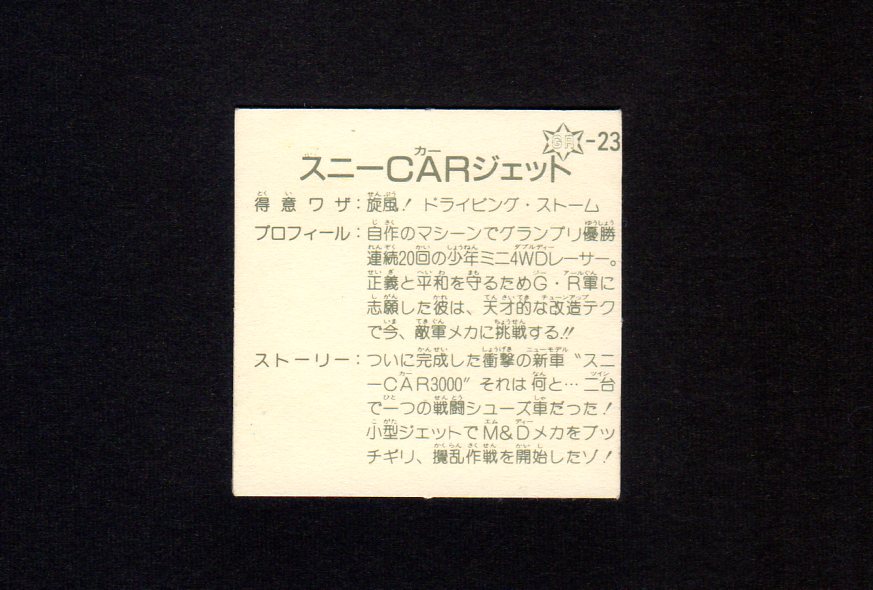 GR-23
スニーCARジェット
得意ワザ：旋風！ドライビング・ストーム
プロフィール：自作のマシーンでグランプリ優勝
連続20回の少年ミニ4WDレーサー。
正義と平和を守るためG・R軍に
志願した彼は、天才的な改造テク
で今、敵軍メカに挑戦する!!
ストーリー：ついに完成した衝撃の新車〝スニ
ーCAR3000″それは何と…二台
で一つの戦闘シューズ車だった！
小型ジェットでM&Dメカをブッ
チギリ、攪乱作戦を開始したゾ！